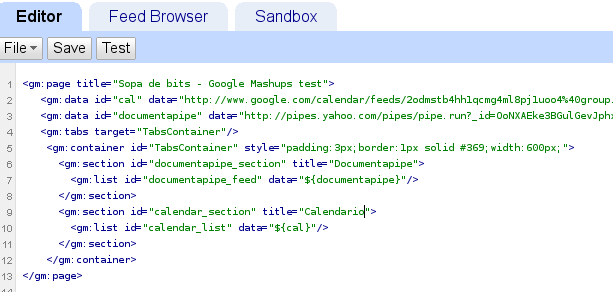 Editor Feed Browser Sandbox
File Save Test
1 <gm:page title="Sopa de bits - Google Mashups test">
2 <gm:data id="cal" data="http://www.google.com/calendar/feeds/2odmstb4hh1qcmg4ml8pj1uoo4%40group.
3 <gm:data id="documentapipe" data="http://pipes.yahoo.com/pipes/pipe.run?_id=OoNXAEke3BGulGevJphx
4 <gm:tabs target="TabsContainer"/>
5 <gm:container id="TabsContainer" style="padding:3px;border:1px solid #369;width:600px;">
6 <gm:section id="documentapipe_section" title="Documentapipe">
7 <gm:list id="documentapipe_feed" data="${documentapipe}"/>
8 </gm:section>
9 <gm:section id="calendar_section" title="Calendario">
10 <gm:list id="calendar_list" data="${cal}"/>
11 </gm:section>
12 </gm:container>
13 </gm:page>